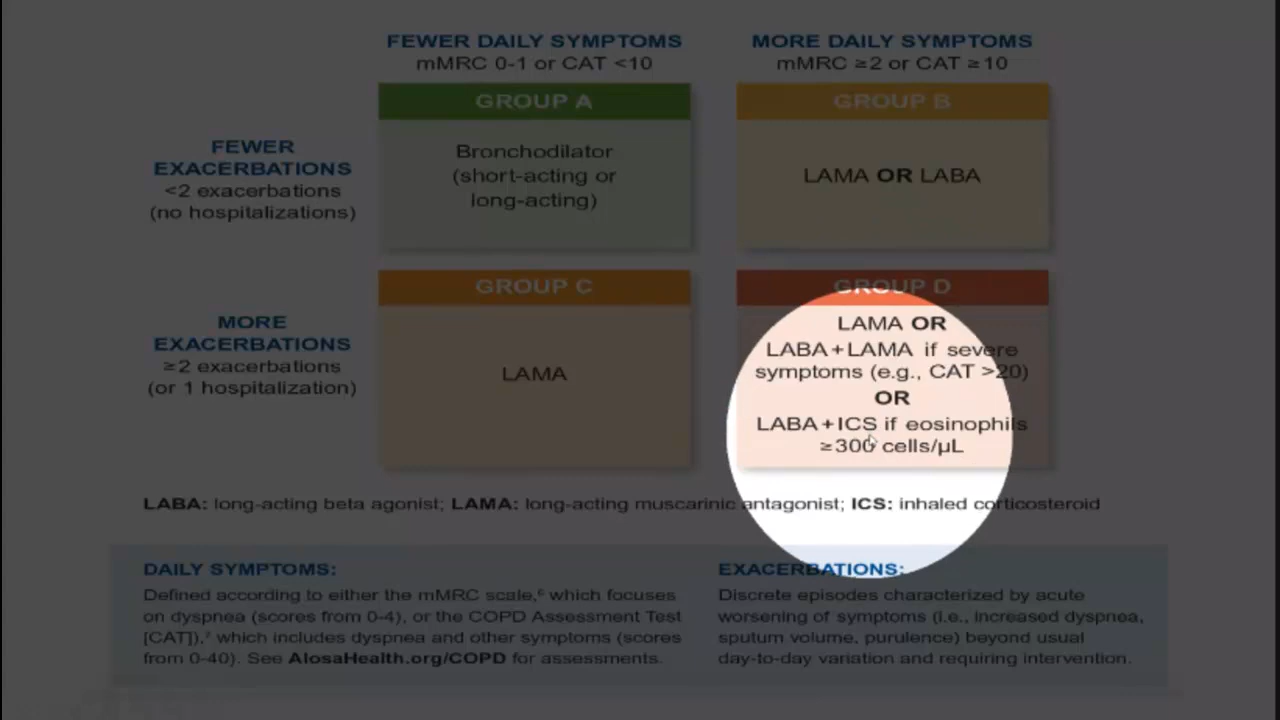 FEWER DAILY SYMPTOMS
mMRC 0-1 or CAT <10
MORE DAILY SYMPTOMS
mMRC ≥2 or CAT ≥10
FEWER
EXACERBATIONS
<2 exacerbations
(no hospitalizations)
GROUP A
Bronchodilator
(short-acting or
long-acting)
GROUP B
LAMA OR LABA
MORE
EXACERBATIONS
≥2 exacerbations
(or 1 hospitalization)
GROUP C
LAMA
GROUP D
LAMA OR
LABA+LAMA if severe
symptoms (e.g., CAT >20)
OR
LABA+ICS if eosinophils
≥300 cells/µL
LABA: long-acting beta agonist; LAMA: long-acting muscarinic antagonist; ICS: inhaled corticosteroid
DAILY SYMPTOMS:
Defined according to either the mMRC scale,⁶ which focuses
on dyspnea (scores from 0-4), or the COPD Assessment Test
[CAT]),⁷ which includes dyspnea and other symptoms (scores
from 0-40). See AlosaHealth.org/COPD for assessments.
EXACERBATIONS:
Discrete episodes characterized by acute
worsening of symptoms (i.e., increased dyspnea,
sputum volume, purulence) beyond usual
day-to-day variation and requiring intervention.